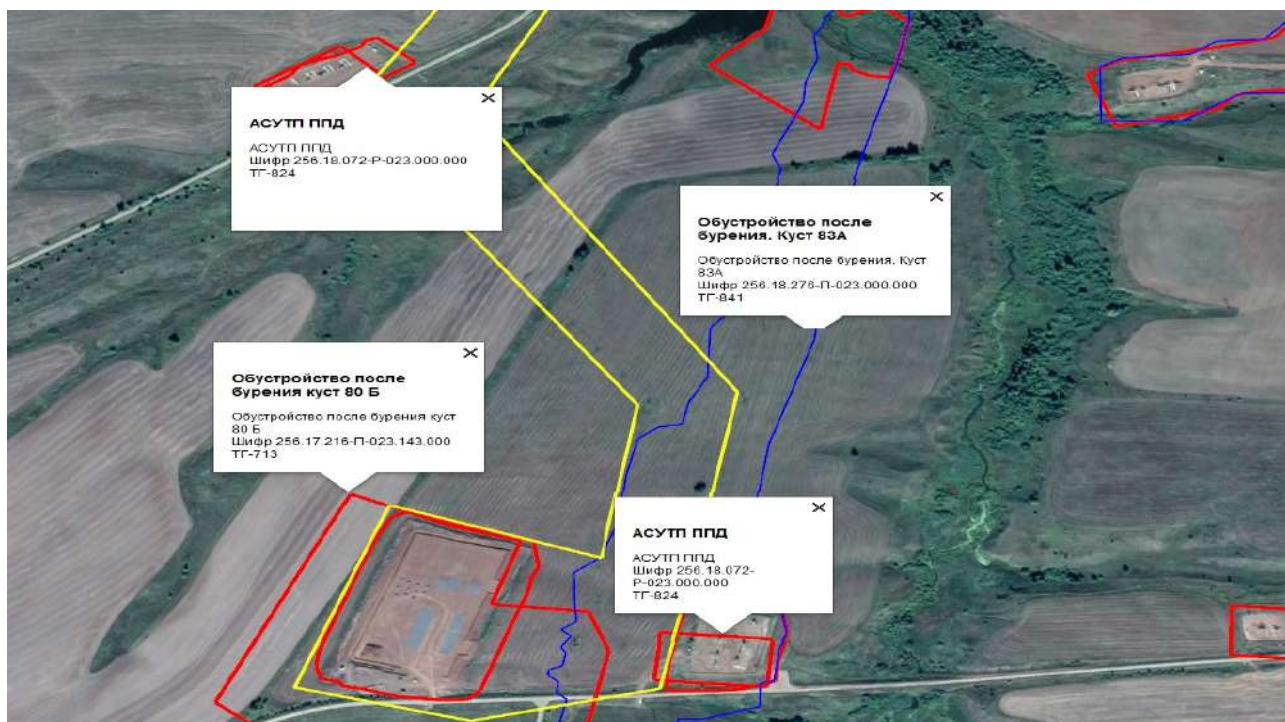 АСУТП ППД
АСУТП ППД
Шифр 256.18.072-Р-023.000.000
ТГ-824
Обустройство после
бурения. Куст 83А
Обустройство после бурения. Куст
83А
Шифр 256.18.276-П-023.000.000
ТГ-841
Обустройство после
бурения куст 80 Б
Обустройство после бурения куст
80 Б
Шифр 256.17.216-П-023.143.000
ТГ-713
АСУТП ППД
АСУТП ППД
Шифр 256.18.072-
Р-023.000.000
ТГ-824